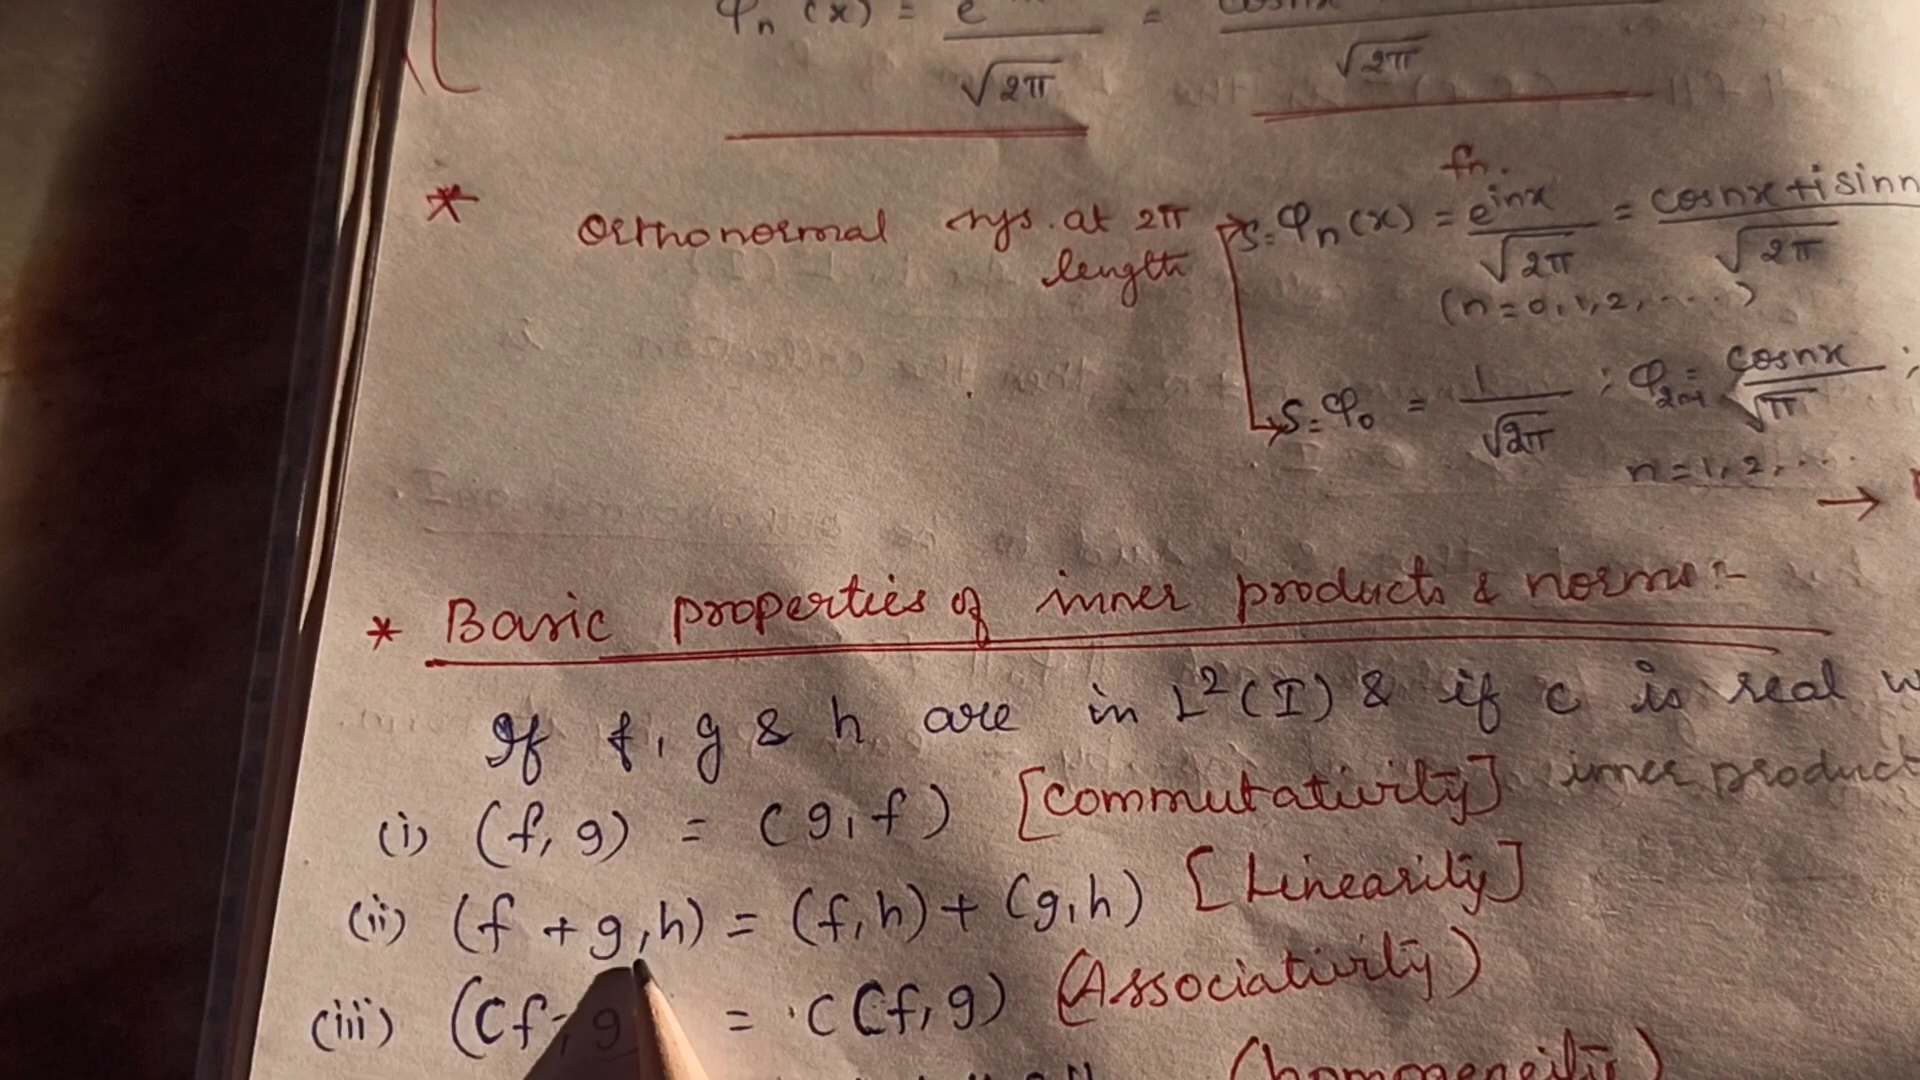 φn (x) = e / √2π = cosnx / √2π
fn.
* Orthonormal sys. at 2π length → S = φn (x) = e^inx / √2π = cosnx + i sinn / √2π
(n = 0, 1, 2, ....)
→ S = φ0 = 1 / √2π ; φ2n-1 = cosnx / √π ;
n = 1, 2, ...
→
* Basic properties of inner products & norms :-
If f, g & h are in L²(I) & if c is real w
(i) (f, g) = (g, f) [commutativity] inner product
(ii) (f + g, h) = (f, h) + (g, h) [Linearity]
(iii) (cf, g = c(f, g) (Associativity)
(homogeneity)